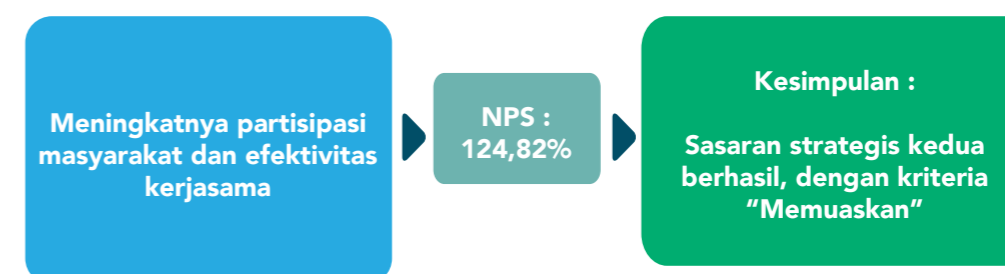 Meningkatnya partisipasi
masyarakat dan efektivitas
kerjasama
NPS :
124,82%
Kesimpulan :
Sasaran strategis kedua
berhasil, dengan kriteria
“Memuaskan”